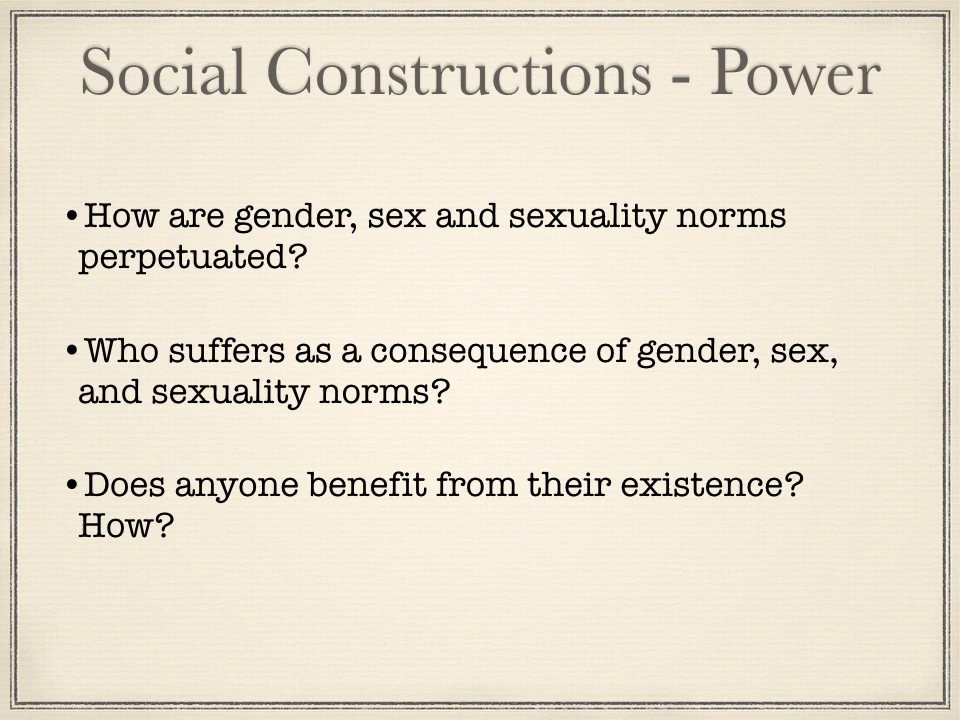 Social Constructions - Power
•How are gender, sex and sexuality norms
perpetuated?
•Who suffers as a consequence of gender, sex,
and sexuality norms?
•Does anyone benefit from their existence?
How?